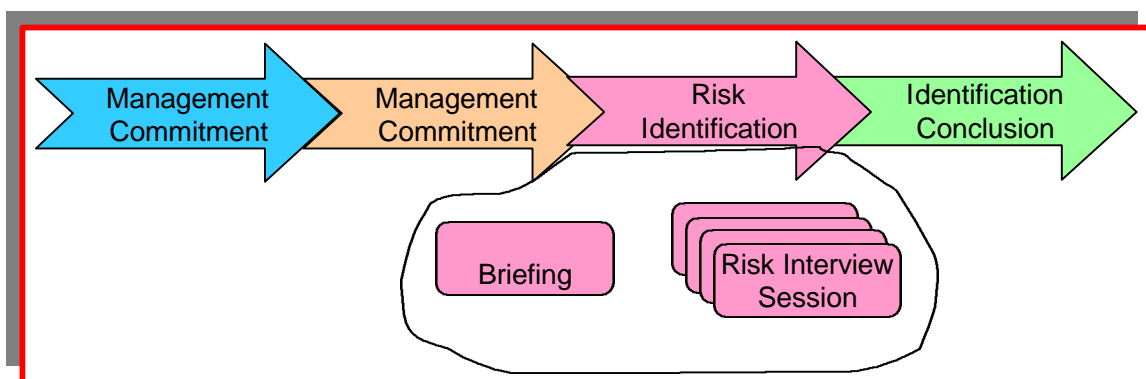 Management
Commitment
Management
Commitment
Risk
Identification
Identification
Conclusion
Briefing
Risk Interview
Session